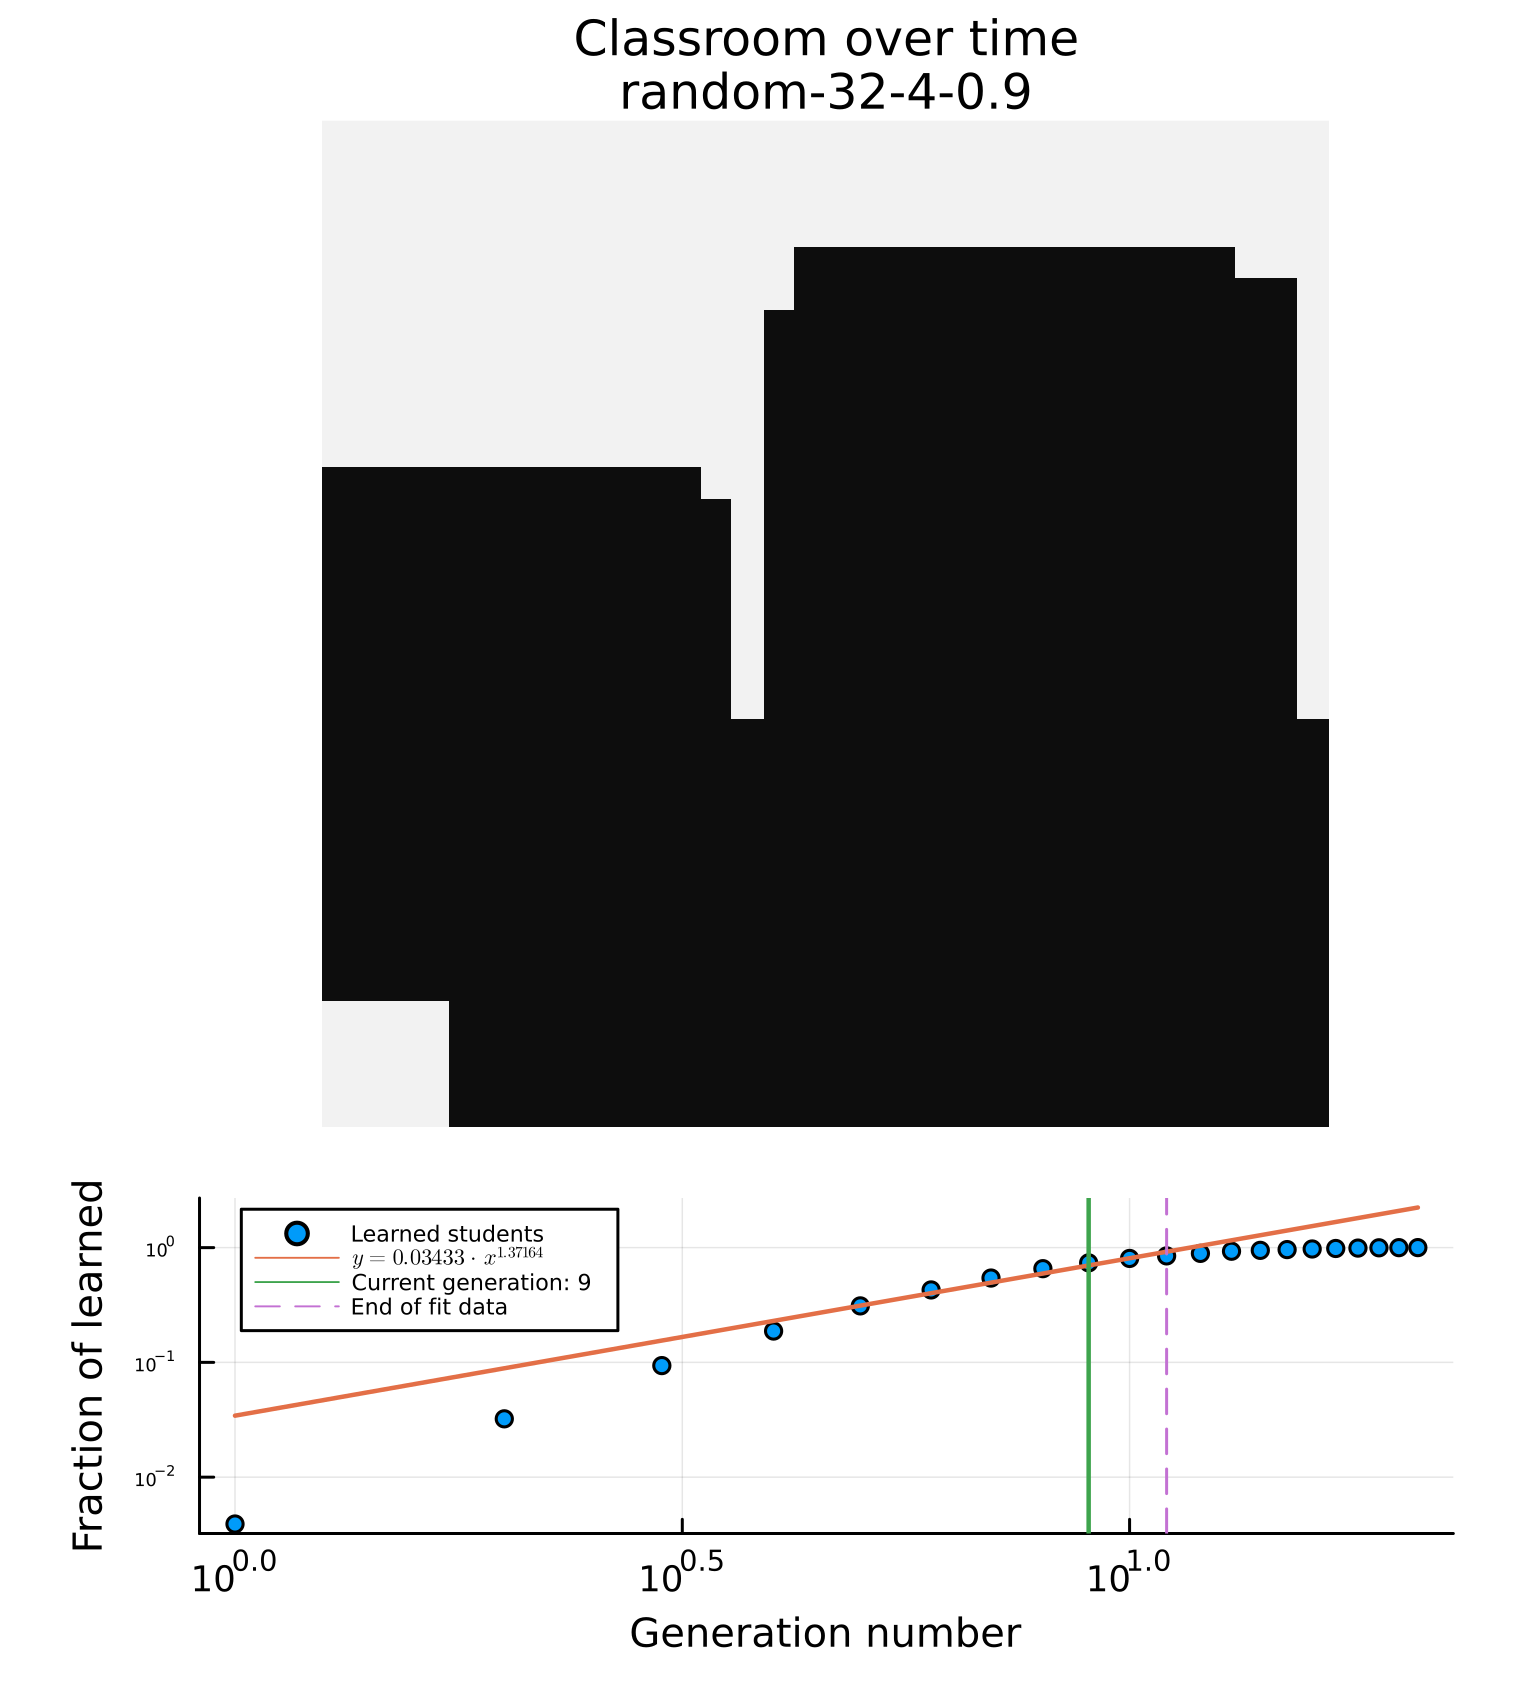 Classroom over time
random-32-4-0.9
Fraction of learned
10^0
10^-1
10^-2
Learned students
y = 0.03433 · x^1.37164
Current generation: 9
End of fit data
10^0.0
10^0.5
10^1.0
Generation number